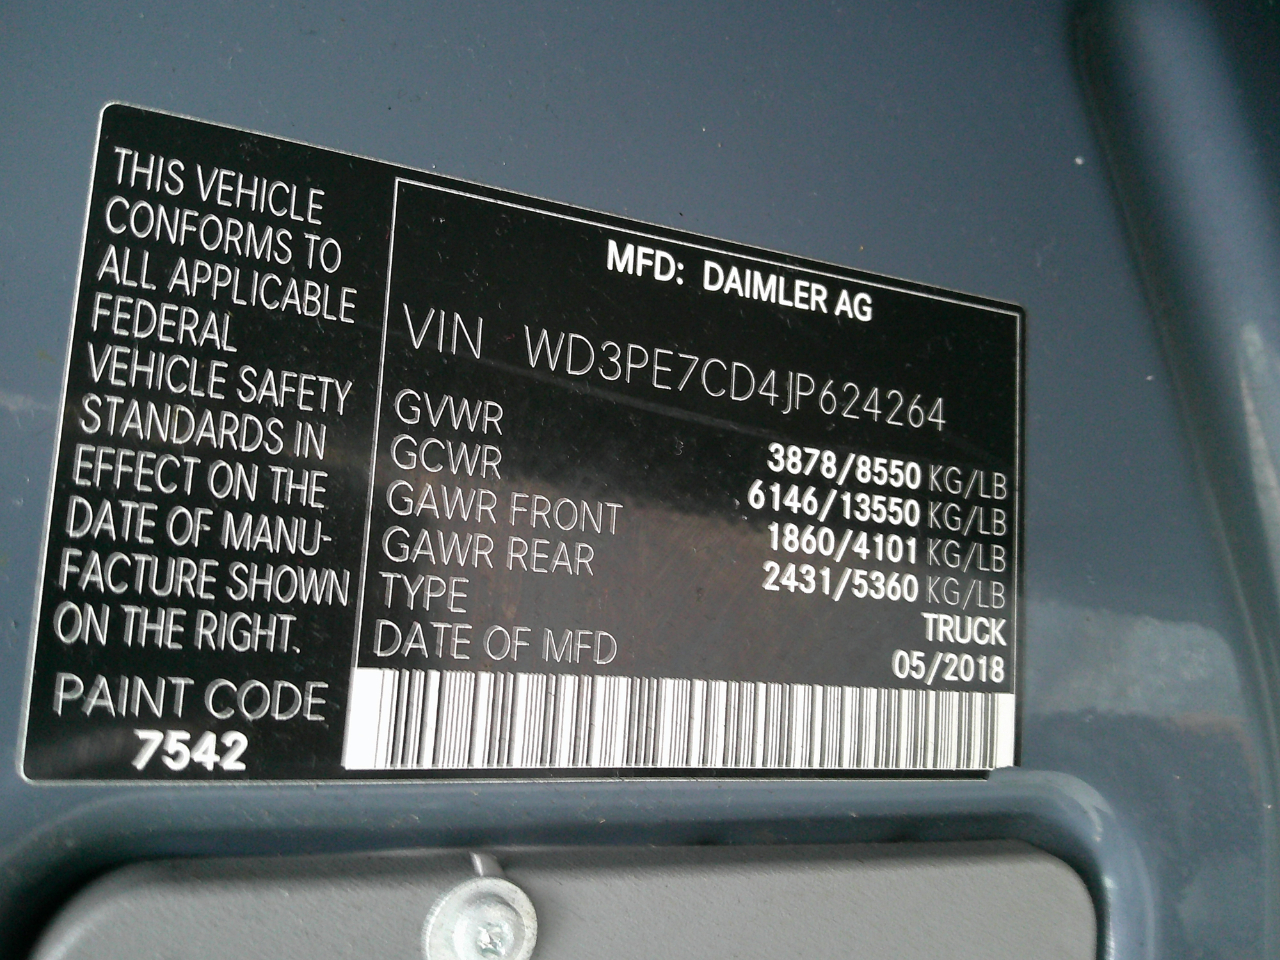 THIS VEHICLE
CONFORMS TO
ALL APPLICABLE
FEDERAL
VEHICLE SAFETY
STANDARDS IN
EFFECT ON THE
DATE OF MANU-
FACTURE SHOWN
ON THE RIGHT.
PAINT CODE
7542
MFD: DAIMLER AG
VIN WD3PE7CD4JP624264
GVWR 3878/8550 KG/LB
GCWR 6146/13550 KG/LB
GAWR FRONT 1860/4101 KG/LB
GAWR REAR 2431/5360 KG/LB
TYPE TRUCK
DATE OF MFD 05/2018